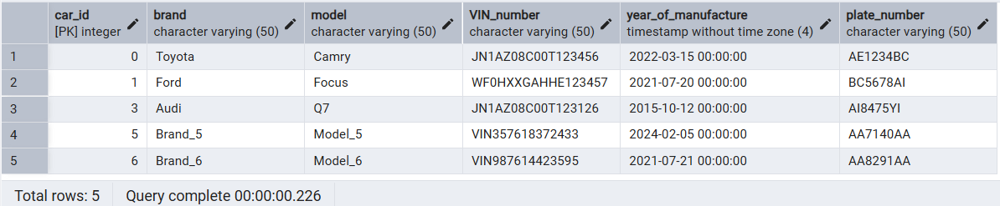 car_id brand model VIN_number year_of_manufacture plate_number
[PK] integer character varying (50) character varying (50) character varying (50) timestamp without time zone (4) character varying (50)
1 0 Toyota Camry JN1AZ08C00T123456 2022-03-15 00:00:00 AE1234BC
2 1 Ford Focus WF0HXXGAHHE123457 2021-07-20 00:00:00 BC5678AI
3 3 Audi Q7 JN1AZ08C00T123126 2015-10-12 00:00:00 AI8475YI
4 5 Brand_5 Model_5 VIN357618372433 2024-02-05 00:00:00 AA7140AA
5 6 Brand_6 Model_6 VIN987614423595 2021-07-21 00:00:00 AA8291AA
Total rows: 5 Query complete 00:00:00.226